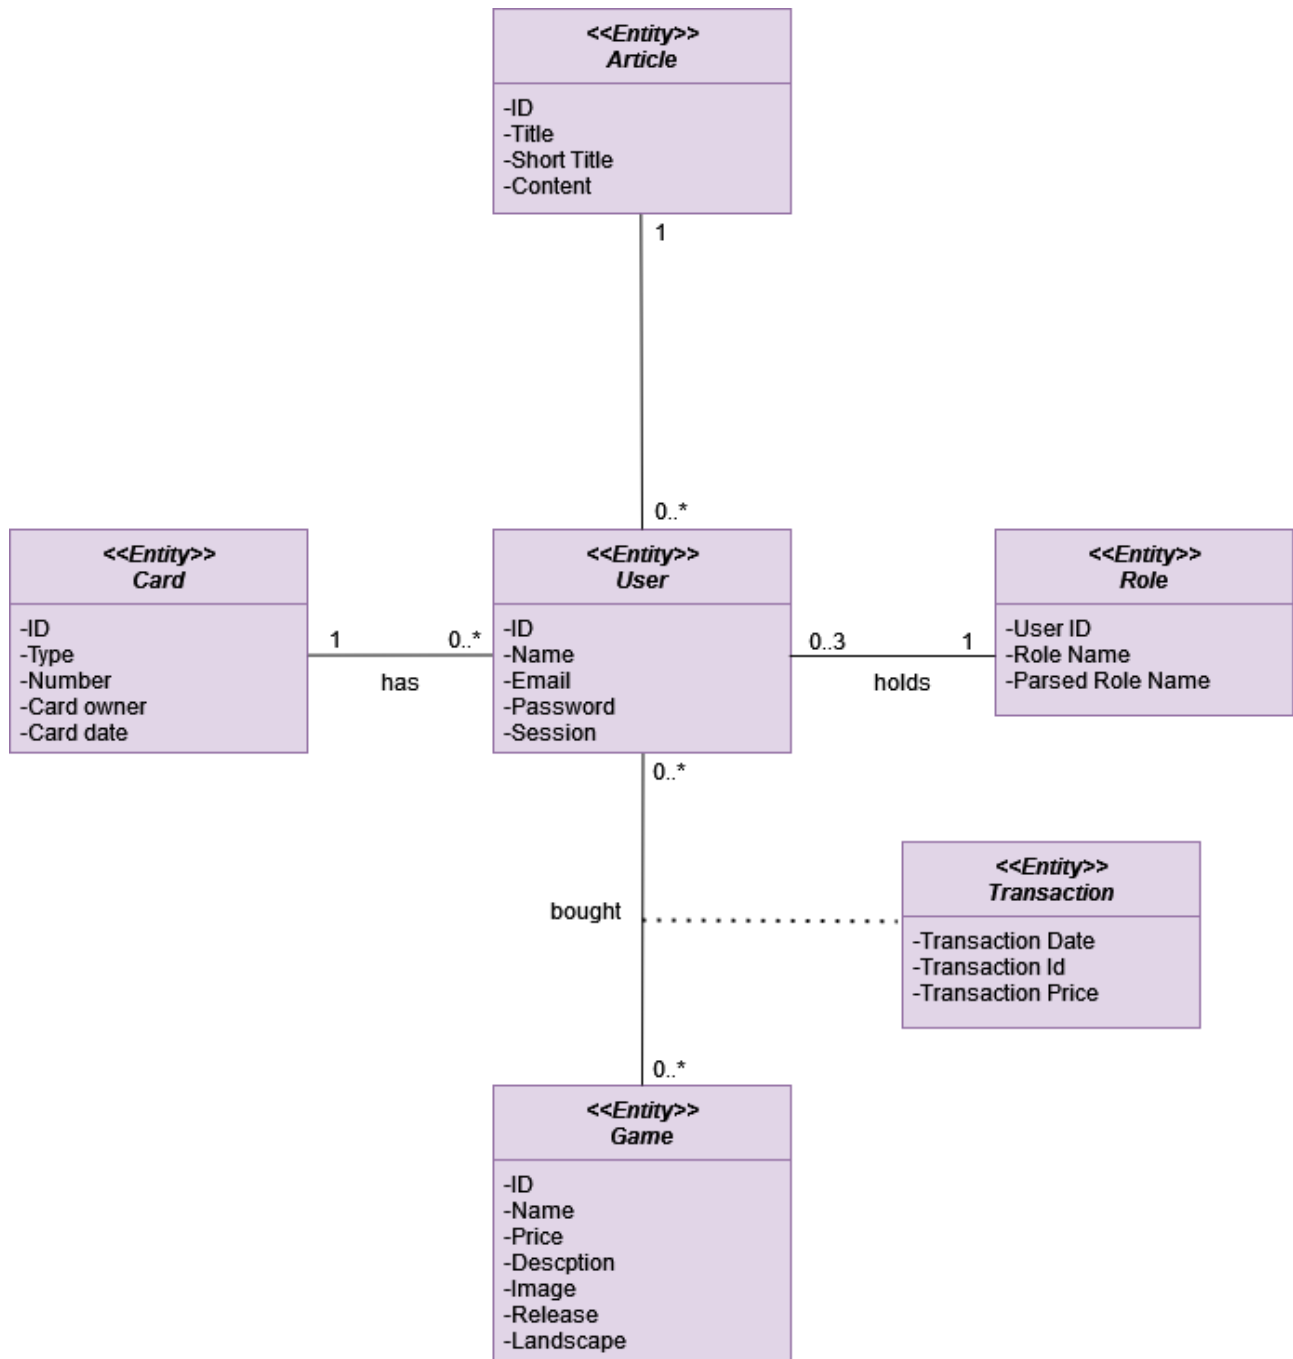 <<Entity>>
Article
-ID
-Title
-Short Title
-Content
1
0..*
<<Entity>>
Card
-ID
-Type
-Number
-Card owner
-Card date
1
0..*
has
<<Entity>>
User
-ID
-Name
-Email
-Password
-Session
0..3
1
holds
<<Entity>>
Role
-User ID
-Role Name
-Parsed Role Name
0..*
bought
<<Entity>>
Transaction
-Transaction Date
-Transaction Id
-Transaction Price
0..*
<<Entity>>
Game
-ID
-Name
-Price
-Descption
-Image
-Release
-Landscape